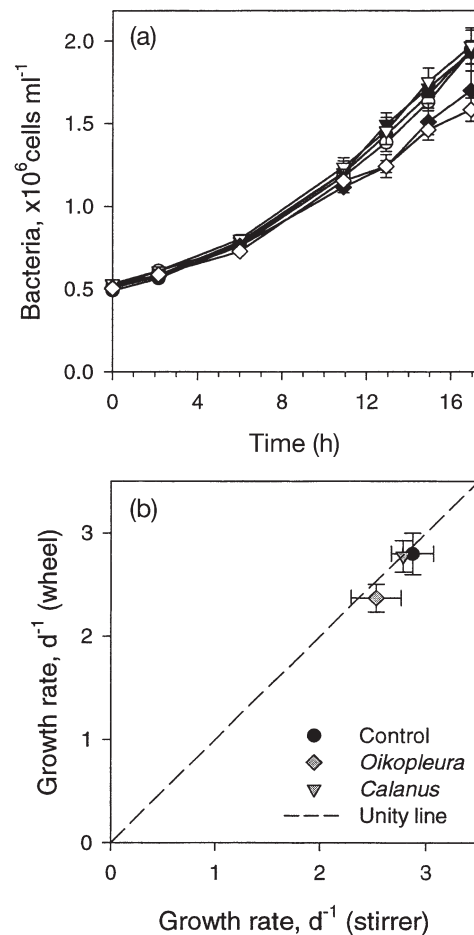 (a)
Bacteria, x10⁶cells ml⁻¹
2.0
1.5
1.0
0.5
0.0
0 4 8 12 16
Time (h)
(b)
Growth rate, d⁻¹ (wheel)
3
2
1
0
Control
Oikopleura
Calanus
Unity line
0 1 2 3
Growth rate, d⁻¹ (stirrer)